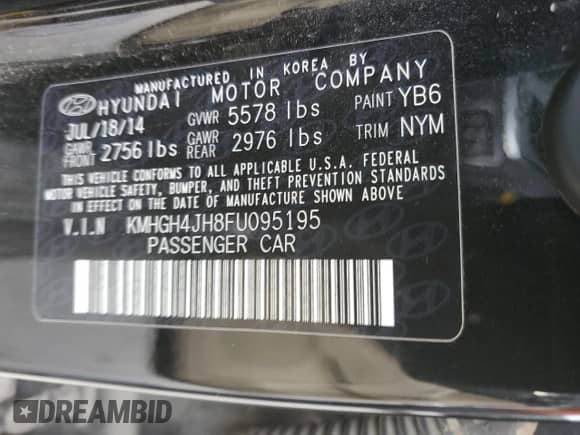 MANUFACTURED IN KOREA BY
HYUNDAI MOTOR COMPANY
JUL/18/14 GVWR 5578 lbs PAINT YB6
GAWR FRONT 2756 lbs GAWR REAR 2976 lbs TRIM NYM
THIS VEHICLE CONFORMS TO ALL APPLICABLE U.S.A. FEDERAL
MOTOR VEHICLE SAFETY, BUMPER, AND THEFT PREVENTION STANDARDS
IN EFFECT ON THE DATE OF MANUFACTURE SHOWN ABOVE.
V.I.N KMHGH4JH8FU095195
PASSENGER CAR
DREAMBID